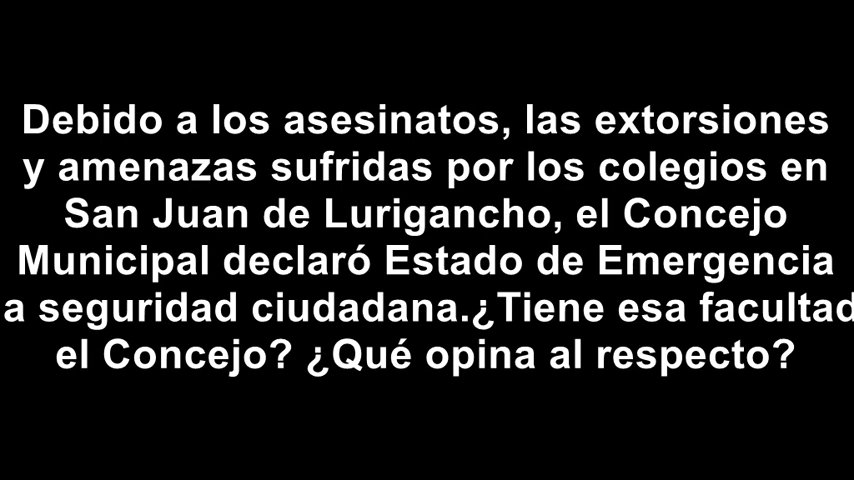 Debido a los asesinatos, las extorsiones
y amenazas sufridas por los colegios en
San Juan de Lurigancho, el Concejo
Municipal declaró Estado de Emergencia
a seguridad ciudadana.¿Tiene esa facultad
el Concejo? ¿Qué opina al respecto?